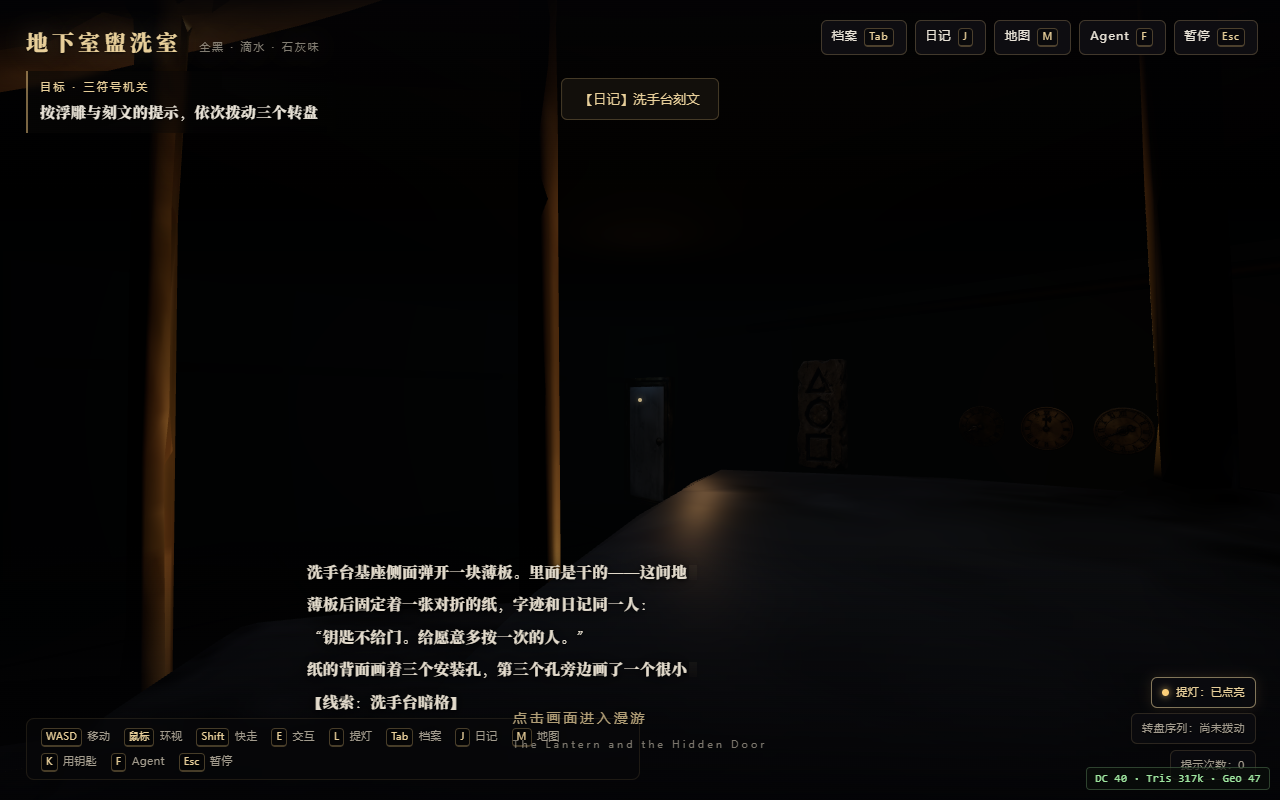 地下室盥洗室 全黑 · 滴水 · 石灰味
档案 Tab 日记 J 地图 M Agent F 暂停 Esc
目标 · 三符号机关
按浮雕与刻文的提示，依次拨动三个转盘
【日记】洗手台刻文
洗手台基座侧面弹开一块薄板。里面是干的——这间地
薄板后固定着一张对折的纸，字迹和日记同一人：
“钥匙不给门。给愿意多按一次的人。”
纸的背面画着三个安装孔，第三个孔旁边画了一个很小
【线索：洗手台暗格】
点击画面进入漫游
The Lantern and the Hidden Door
WASD 移动 鼠标 环视 Shift 快走 E 交互 L 提灯 Tab 档案 J 日记 M 地图
K 用钥匙 F Agent Esc 暂停
提灯：已点亮
转盘序列：尚未拨动
提示次数：0
DC 40 · Tris 317k · Geo 47